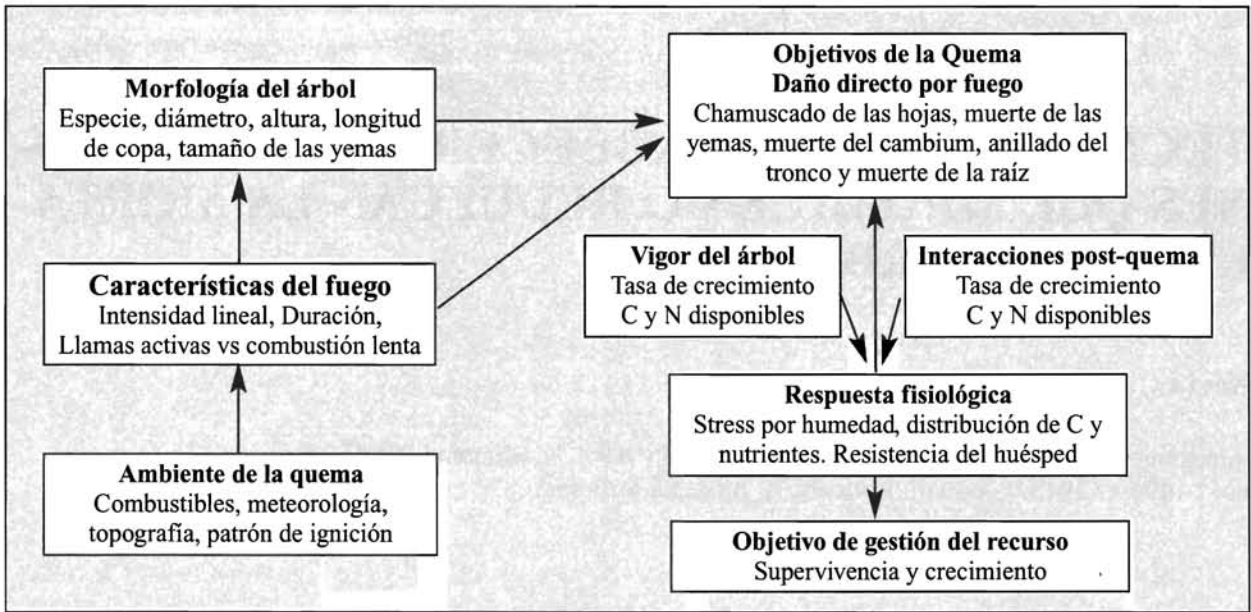 Morfología del árbol
Especie, diámetro, altura, longitud
de copa, tamaño de las yemas
Características del fuego
Intensidad lineal, Duración,
Llamas activas vs combustión lenta
Ambiente de la quema
Combustibles, meteorología,
topografía, patrón de ignición
Objetivos de la Quema
Daño directo por fuego
Chamuscado de las hojas, muerte de las
yemas, muerte del cambium, anillado del
tronco y muerte de la raíz
Vigor del árbol
Tasa de crecimiento
C y N disponibles
Interacciones post-quema
Tasa de crecimiento
C y N disponibles
Respuesta fisiológica
Stress por humedad, distribución de C y
nutrientes. Resistencia del huésped
Objetivo de gestión del recurso
Supervivencia y crecimiento